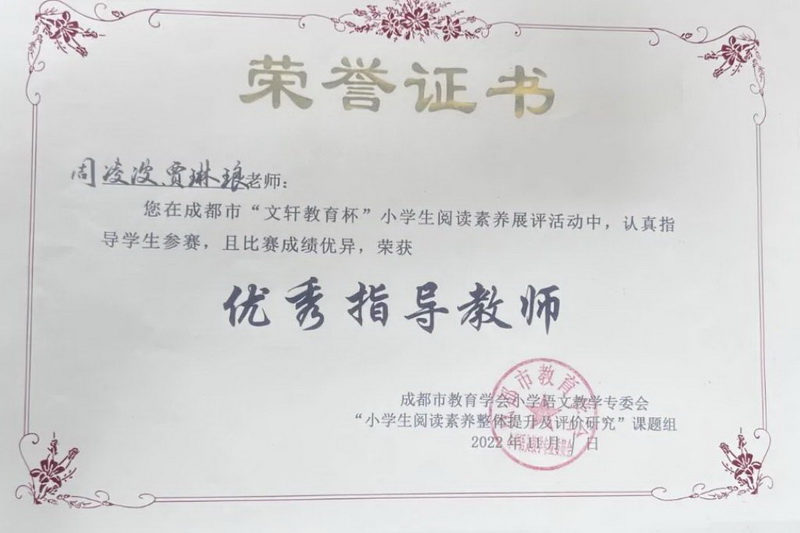 荣誉证书
周凌波、贾琳琅老师：
您在成都市“文轩教育杯”小学生阅读素养展评活动中，认真指
导学生参赛，且比赛成绩优异，荣获
优秀指导教师
成都市教育学会小学语文教学专委会
“小学生阅读素养整体提升及评价研究”课题组
2022年11月1日